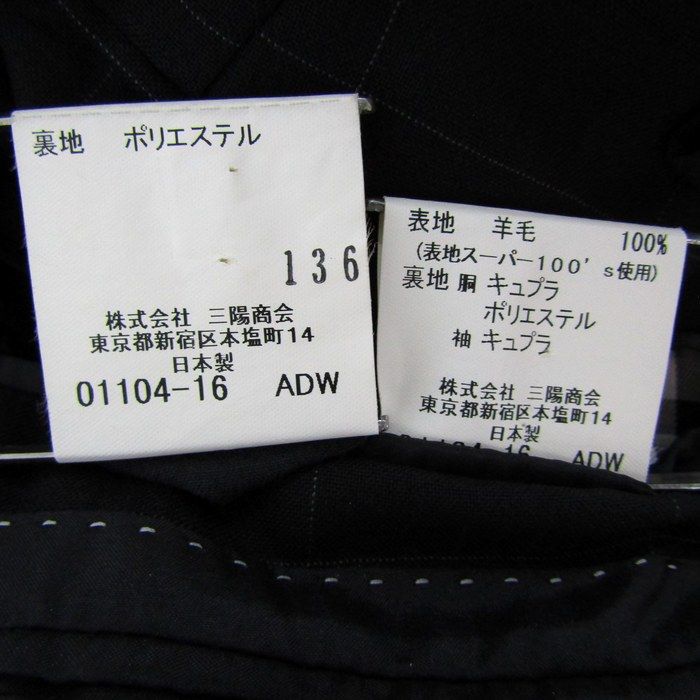 裏地 ポリエステル
136
株式会社 三陽商会
東京都新宿区本塩町14
日本製
01104-16 ADW
表地 羊毛 100%
(表地スーパー100's使用)
裏地 胴 キュプラ
ポリエステル
袖 キュプラ
株式会社 三陽商会
東京都新宿区本塩町14
日本製
ADW